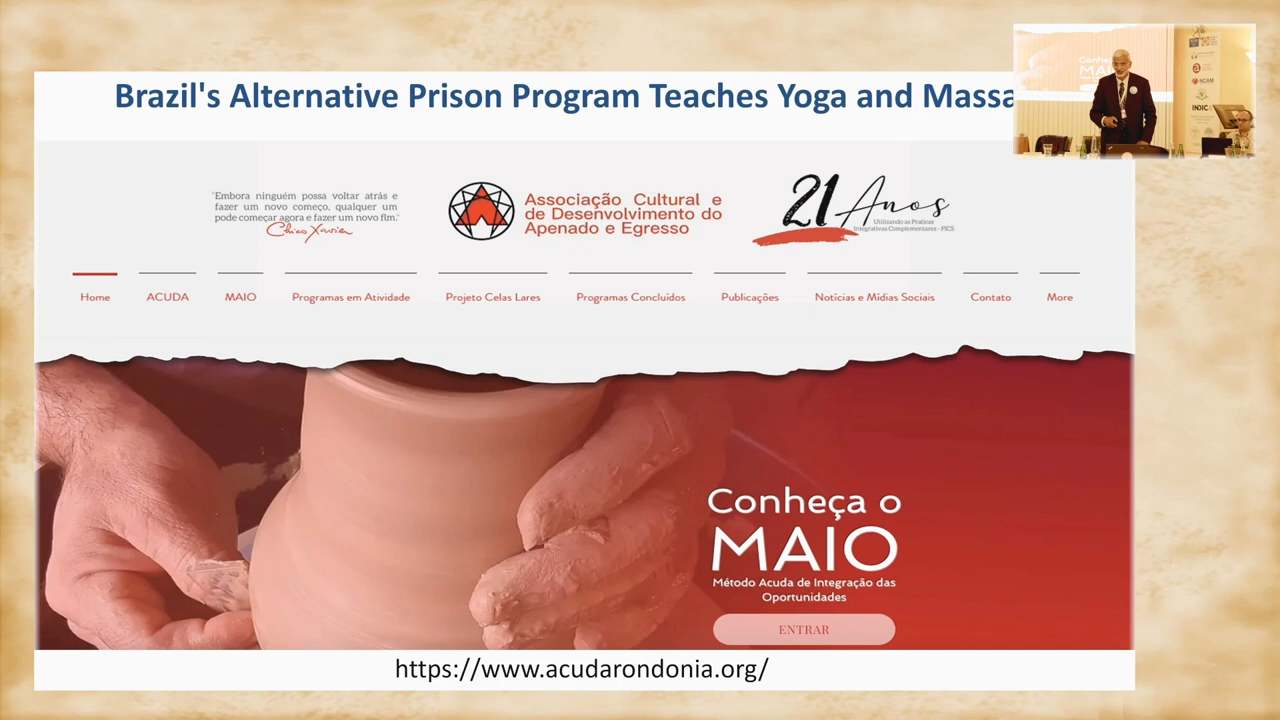 Brazil's Alternative Prison Program Teaches Yoga and Massa
"Embora ninguém possa voltar atrás e
fazer um novo começo, qualquer um
pode começar agora e fazer um novo fim."
Chico Xavier
Associação Cultural e
de Desenvolvimento do
Apenado e Egresso
21 Anos
Utilizando as Praticas
Integrativas Complementares - PICS
Home ACUDA MAIO Programas em Atividade Projeto Celas Lares Programas Concluídos Publicações Notícias e Mídias Sociais Contato More
Conheça o
MAIO
Método Acuda de Integração das
Oportunidades
ENTRAR
https://www.acudarondonia.org/
NCAM